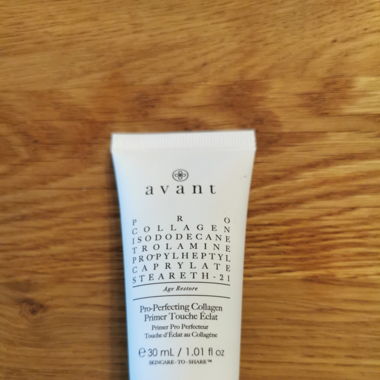 avant
PRO
COLLAGEN
ISODODECANE
TROLAMINE
PROPYLHEPTYL
CAPRYLATE
STEARETH-21
Age Restore
Pro-Perfecting Collagen
Primer Touche Éclat
Primer Pro Perfecteur
Touche d'Éclat au Collagène
℮ 30 mL / 1.01 fl oz
SKINCARE-TO-SHARE™